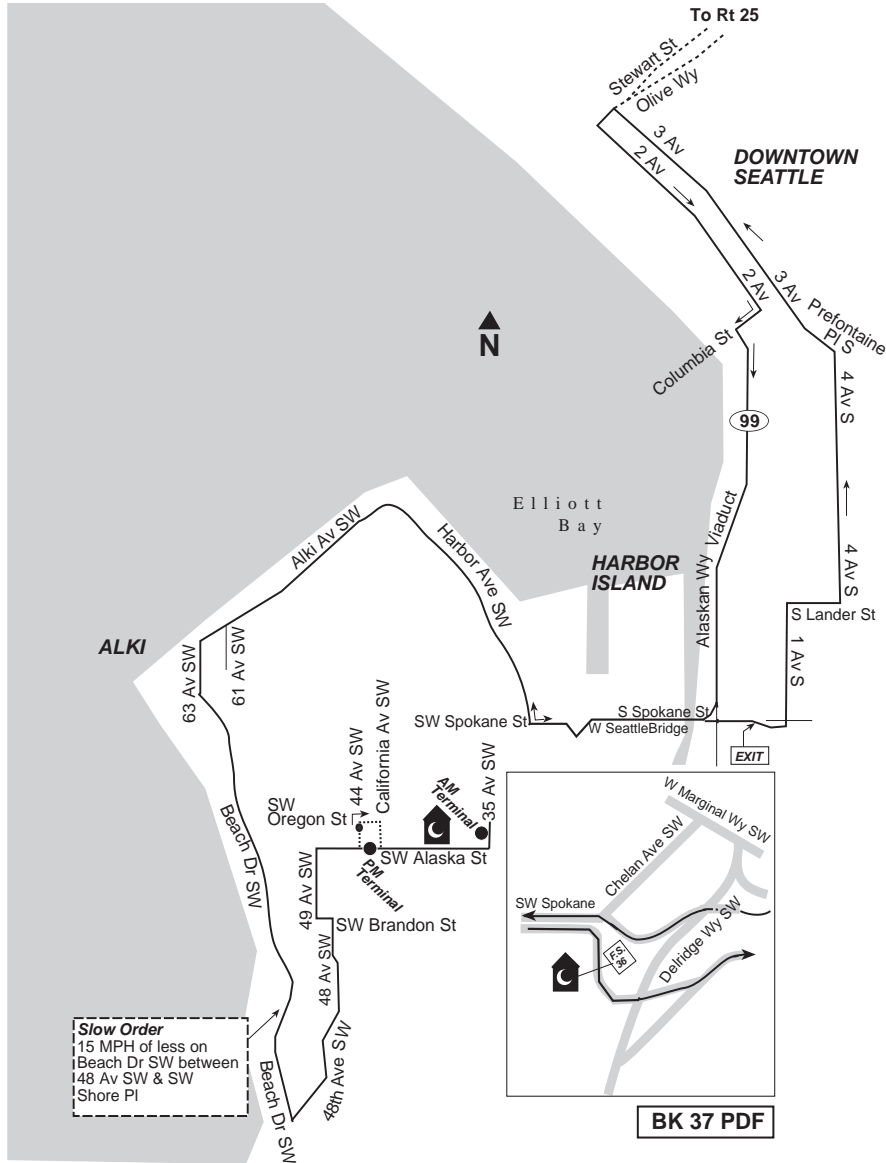 To Rt 25
Stewart St
Olive Wy
3 Av
2 Av
DOWNTOWN
SEATTLE
2 Av
3 Av
Prefontaine
Pl S
Columbia St
N
4 Av S
99
Elliott
Bay
Alki Av SW
Harbor Ave SW
HARBOR
ISLAND
Alaskan Wy Viaduct
4 Av S
S Lander St
1 Av S
ALKI
63 Av SW
61 Av SW
SW Spokane St
S Spokane St
W SeattleBridge
EXIT
44 Av SW
California Av SW
SW
Oregon St
AM
Terminal
35 Av SW
SW Alaska St
PM
Terminal
Beach Dr SW
49 Av SW
SW Brandon St
48 Av SW
48th Ave SW
Beach Dr SW
Slow Order
15 MPH of less on
Beach Dr SW between
48 Av SW & SW
Shore Pl
W Marginal Wy SW
Chelan Ave SW
SW Spokane
F.S.
36
Delridge Wy SW
BK 37 PDF